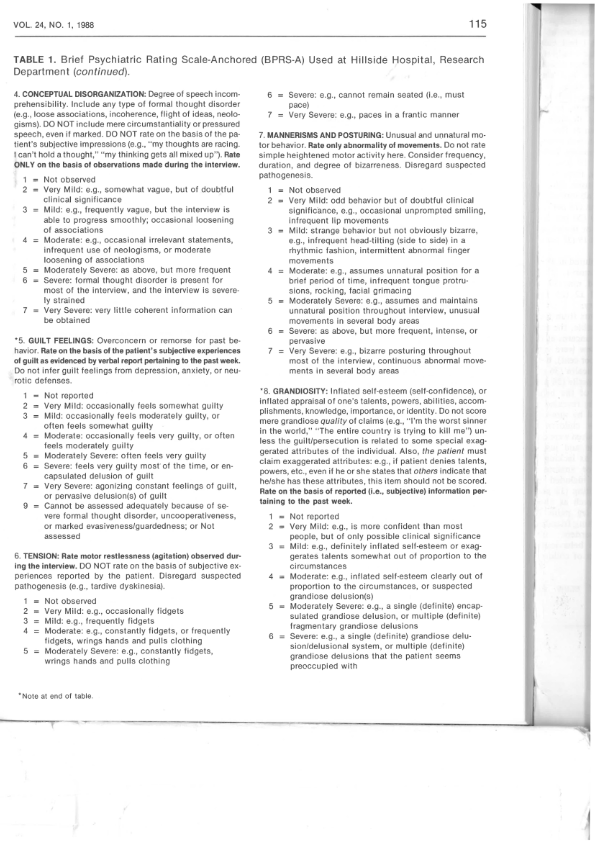 VOL. 24, NO. 1, 1988
115
TABLE 1. Brief Psychiatric Rating Scale-Anchored (BPRS-A) Used at Hillside Hospital, Research
Department (continued).
4. CONCEPTUAL DISORGANIZATION: Degree of speech incom-
prehensibility. Include any type of formal thought disorder
(e.g., loose associations, incoherence, flight of ideas, neolo-
gisms). DO NOT include mere circumstantiality or pressured
speech, even if marked. DO NOT rate on the basis of the pa-
tient's subjective impressions (e.g., "my thoughts are racing.
I can't hold a thought," "my thinking gets all mixed up"). Rate
ONLY on the basis of observations made during the interview.
1 = Not observed
2 = Very Mild: e.g., somewhat vague, but of doubtful
clinical significance
3 = Mild: e.g., frequently vague, but the interview is
able to progress smoothly; occasional loosening
of associations
4 = Moderate: e.g., occasional irrelevant statements,
infrequent use of neologisms, or moderate
loosening of associations
5 = Moderately Severe: as above, but more frequent
6 = Severe: formal thought disorder is present for
most of the interview, and the interview is severe-
ly strained
7 = Very Severe: very little coherent information can
be obtained
*5. GUILT FEELINGS: Overconcern or remorse for past be-
havior. Rate on the basis of the patient's subjective experiences
of guilt as evidenced by verbal report pertaining to the past week.
Do not infer guilt feelings from depression, anxiety, or neu-
rotic defenses.
1 = Not reported
2 = Very Mild: occasionally feels somewhat guilty
3 = Mild: occasionally feels moderately guilty, or
often feels somewhat guilty
4 = Moderate: occasionally feels very guilty, or often
feels moderately guilty
5 = Moderately Severe: often feels very guilty
6 = Severe: feels very guilty most of the time, or en-
capsulated delusion of guilt
7 = Very Severe: agonizing constant feelings of guilt,
or pervasive delusion(s) of guilt
9 = Cannot be assessed adequately because of se-
vere formal thought disorder, uncooperativeness,
or marked evasiveness/guardedness; or Not
assessed
6. TENSION: Rate motor restlessness (agitation) observed dur-
ing the interview. DO NOT rate on the basis of subjective ex-
periences reported by the patient. Disregard suspected
pathogenesis (e.g., tardive dyskinesia).
1 = Not observed
2 = Very Mild: e.g., occasionally fidgets
3 = Mild: e.g., frequently fidgets
4 = Moderate: e.g., constantly fidgets, or frequently
fidgets, wrings hands and pulls clothing
5 = Moderately Severe: e.g., constantly fidgets,
wrings hands and pulls clothing
6 = Severe: e.g., cannot remain seated (i.e., must
pace)
7 = Very Severe: e.g., paces in a frantic manner
7. MANNERISMS AND POSTURING: Unusual and unnatural mo-
tor behavior. Rate only abnormality of movements. Do not rate
simple heightened motor activity here. Consider frequency,
duration, and degree of bizarreness. Disregard suspected
pathogenesis.
1 = Not observed
2 = Very Mild: odd behavior but of doubtful clinical
significance, e.g., occasional unprompted smiling,
infrequent lip movements
3 = Mild: strange behavior but not obviously bizarre,
e.g., infrequent head-tilting (side to side) in a
rhythmic fashion, intermittent abnormal finger
movements
4 = Moderate: e.g., assumes unnatural position for a
brief period of time, infrequent tongue protru-
sions, rocking, facial grimacing
5 = Moderately Severe: e.g., assumes and maintains
unnatural position throughout interview, unusual
movements in several body areas
6 = Severe: as above, but more frequent, intense, or
pervasive
7 = Very Severe: e.g., bizarre posturing throughout
most of the interview, continuous abnormal move-
ments in several body areas
*8. GRANDIOSITY: Inflated self-esteem (self-confidence), or
inflated appraisal of one's talents, powers, abilities, accom-
plishments, knowledge, importance, or identity. Do not score
mere grandiose quality of claims (e.g., "I'm the worst sinner
in the world," "The entire country is trying to kill me") un-
less the guilt/persecution is related to some special exag-
gerated attributes of the individual. Also, the patient must
claim exaggerated attributes: e.g., if patient denies talents,
powers, etc., even if he or she states that others indicate that
he/she has these attributes, this item should not be scored.
Rate on the basis of reported (i.e., subjective) information per-
taining to the past week.
1 = Not reported
2 = Very Mild: e.g., is more confident than most
people, but of only possible clinical significance
3 = Mild: e.g., definitely inflated self-esteem or exag-
gerates talents somewhat out of proportion to the
circumstances
4 = Moderate: e.g., inflated self-esteem clearly out of
proportion to the circumstances, or suspected
grandiose delusion(s)
5 = Moderately Severe: e.g., a single (definite) encap-
sulated grandiose delusion, or multiple (definite)
fragmentary grandiose delusions
6 = Severe: e.g., a single (definite) grandiose delu-
sion/delusional system, or multiple (definite)
grandiose delusions that the patient seems
preoccupied with
*Note at end of table.